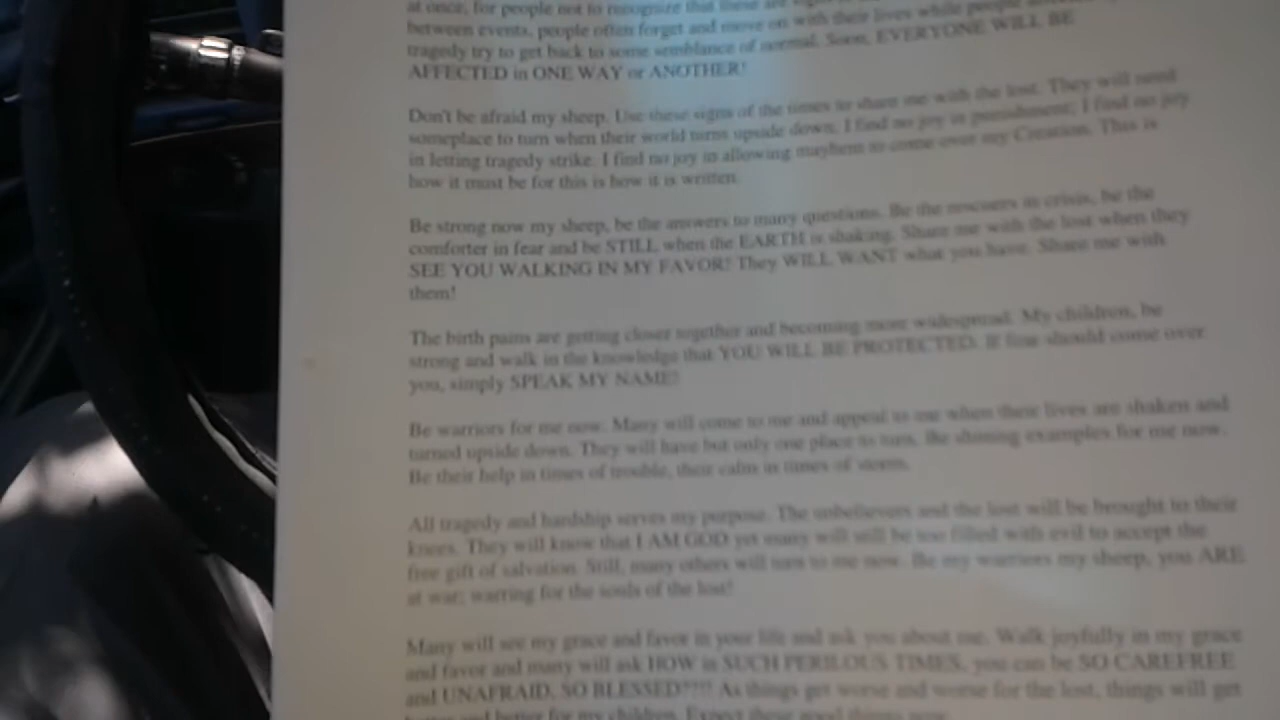 at once, for people not to recognize that these are
between events, people often forget and move on with their lives while people
tragedy try to get back to some semblance of normal. Soon, EVERYONE WILL BE
AFFECTED in ONE WAY or ANOTHER!
Don't be afraid my sheep. Use these signs of the times to share me with the lost. They will need
someplace to turn when their world turns upside down. I find no joy in punishment; I find no joy
in letting tragedy strike. I find no joy in allowing mayhem to come over my Creation. This is
how it must be for this is how it is written.
Be strong now my sheep, be the answers to many questions. Be the rescuers in crisis, be the
comforter in fear and be STILL when the EARTH is shaking. Share me with the lost when they
SEE YOU WALKING IN MY FAVOR! They WILL WANT what you have. Share me with
them!
The birth pains are getting closer together and becoming more widespread. My children, be
strong and walk in the knowledge that YOU WILL BE PROTECTED. If fear should come over
you, simply SPEAK MY NAME!
Be warriors for me now. Many will come to me and appeal to me when their lives are shaken and
turned upside down. They will have but only one place to turn. Be shining examples for me now.
Be their help in times of trouble, their calm in times of storm.
All tragedy and hardship serves my purpose. The unbelievers and the lost will be brought to their
knees. They will know that I AM GOD yet many will still be too filled with evil to accept the
free gift of salvation. Still, many others will turn to me now. Be my warriors my sheep, you ARE
at war; warring for the souls of the lost!
Many will see my grace and favor in your life and ask you about me. Walk joyfully in my grace
and favor and many will ask HOW in SUCH PERILOUS TIMES, you can be SO CAREFREE
and UNAFRAID, SO BLESSED???!! As things get worse and worse for the lost, things will get
better and better for my children. Expect these good things now.